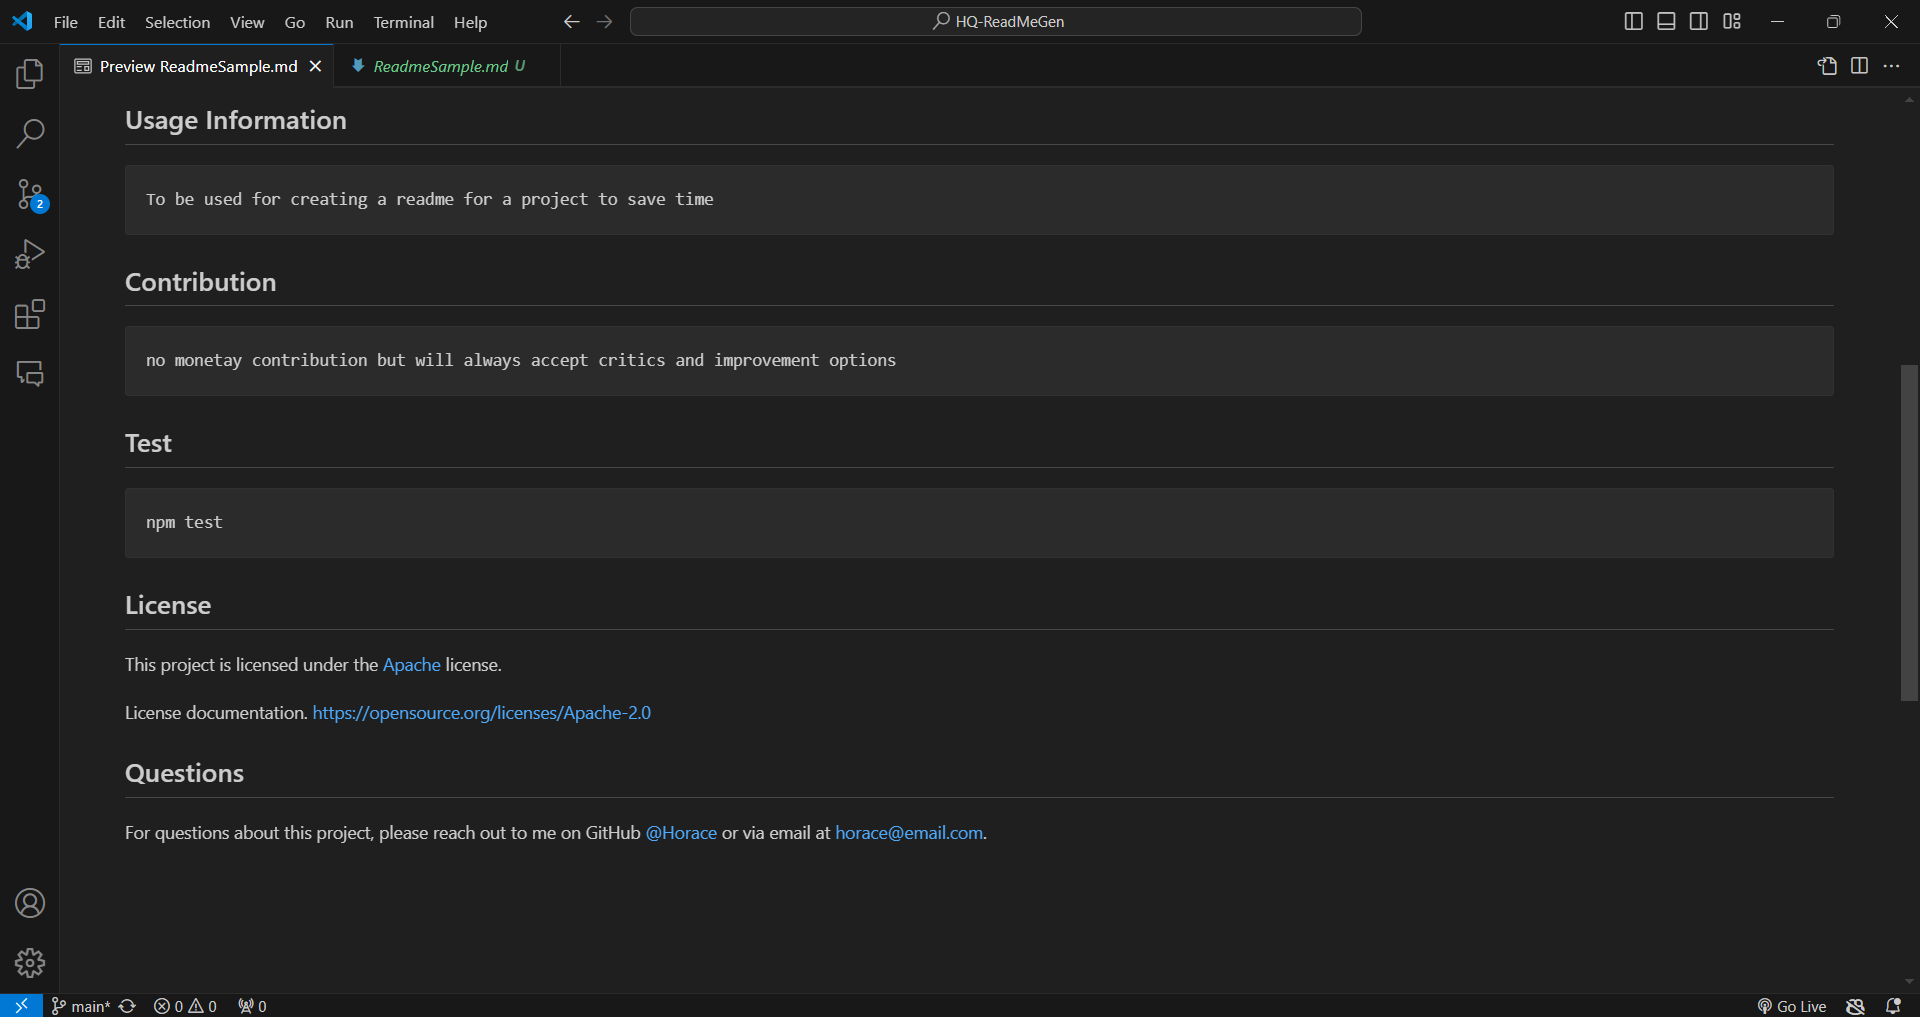 File Edit Selection View Go Run Terminal Help
HQ-ReadMeGen
Preview ReadmeSample.md
ReadmeSample.md U
Usage Information
To be used for creating a readme for a project to save time
Contribution
no monetay contribution but will always accept critics and improvement options
Test
npm test
License
This project is licensed under the Apache license.
License documentation. https://opensource.org/licenses/Apache-2.0
Questions
For questions about this project, please reach out to me on GitHub @Horace or via email at horace@email.com.
2
main* 0 0 0
Go Live